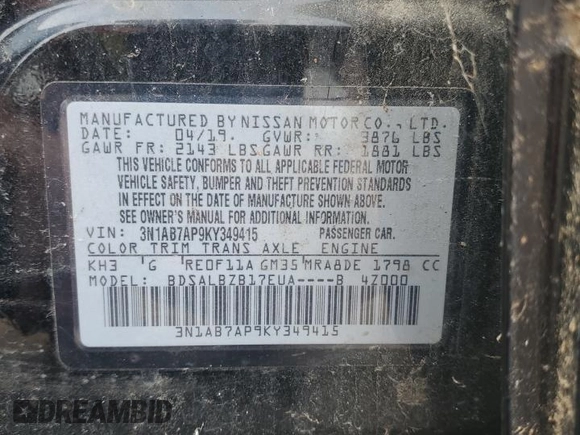 MANUFACTURED BY NISSAN MOTOR CO., LTD.
DATE: 04/19. GVWR: 3876 LBS
GAWR FR: 2143 LBS GAWR RR: 1881 LBS
THIS VEHICLE CONFORMS TO ALL APPLICABLE FEDERAL MOTOR
VEHICLE SAFETY, BUMPER AND THEFT PREVENTION STANDARDS
IN EFFECT ON THE DATE OF MANUFACTURE SHOWN ABOVE.
SEE OWNER'S MANUAL FOR ADDITIONAL INFORMATION.
VIN: 3N1AB7AP9KY349415 PASSENGER CAR.
COLOR TRIM TRANS AXLE ENGINE
KH3 G RE0F11A GM35 MRA8DE 1798 CC
MODEL: BDSALBZB17EUA----B 4Z000
3N1AB7AP9KY349415
DREAMBID